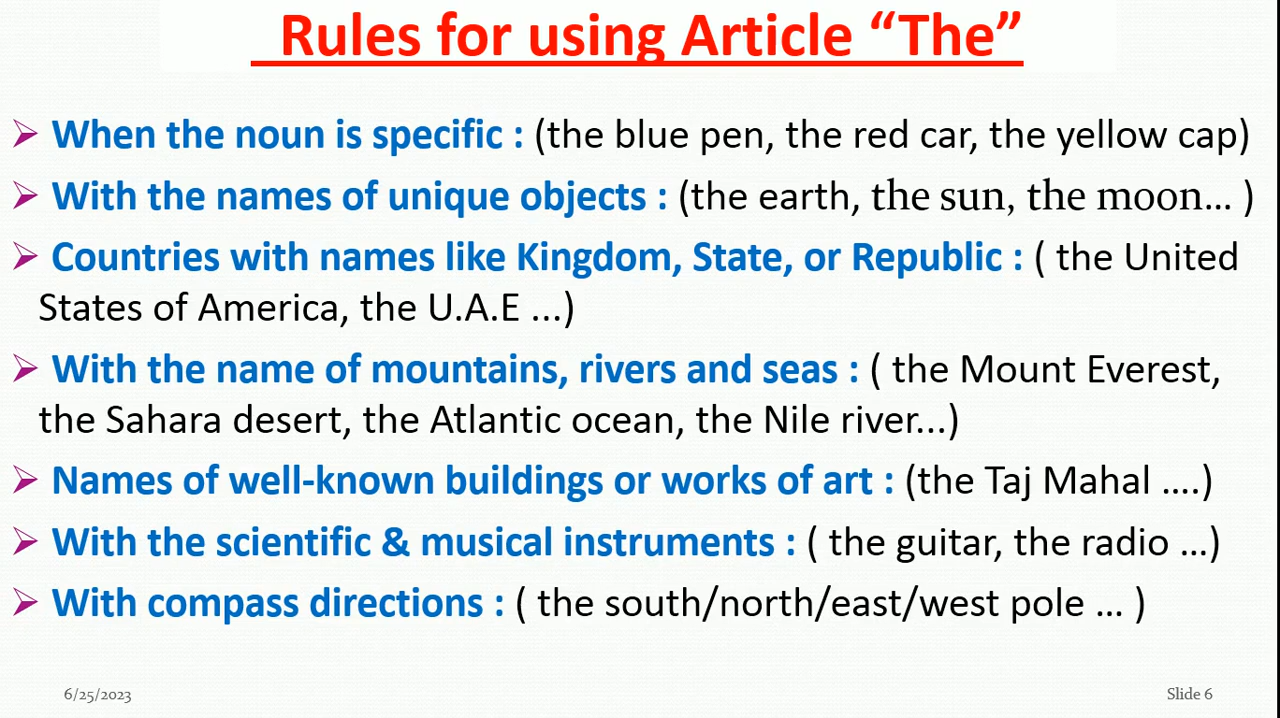 Rules for using Article “The”
➢ When the noun is specific : (the blue pen, the red car, the yellow cap)
➢ With the names of unique objects : (the earth, the sun, the moon... )
➢ Countries with names like Kingdom, State, or Republic : ( the United
States of America, the U.A.E ...)
➢ With the name of mountains, rivers and seas : ( the Mount Everest,
the Sahara desert, the Atlantic ocean, the Nile river...)
➢ Names of well-known buildings or works of art : (the Taj Mahal ....)
➢ With the scientific & musical instruments : ( the guitar, the radio ...)
➢ With compass directions : ( the south/north/east/west pole ... )
6/25/2023
Slide 6